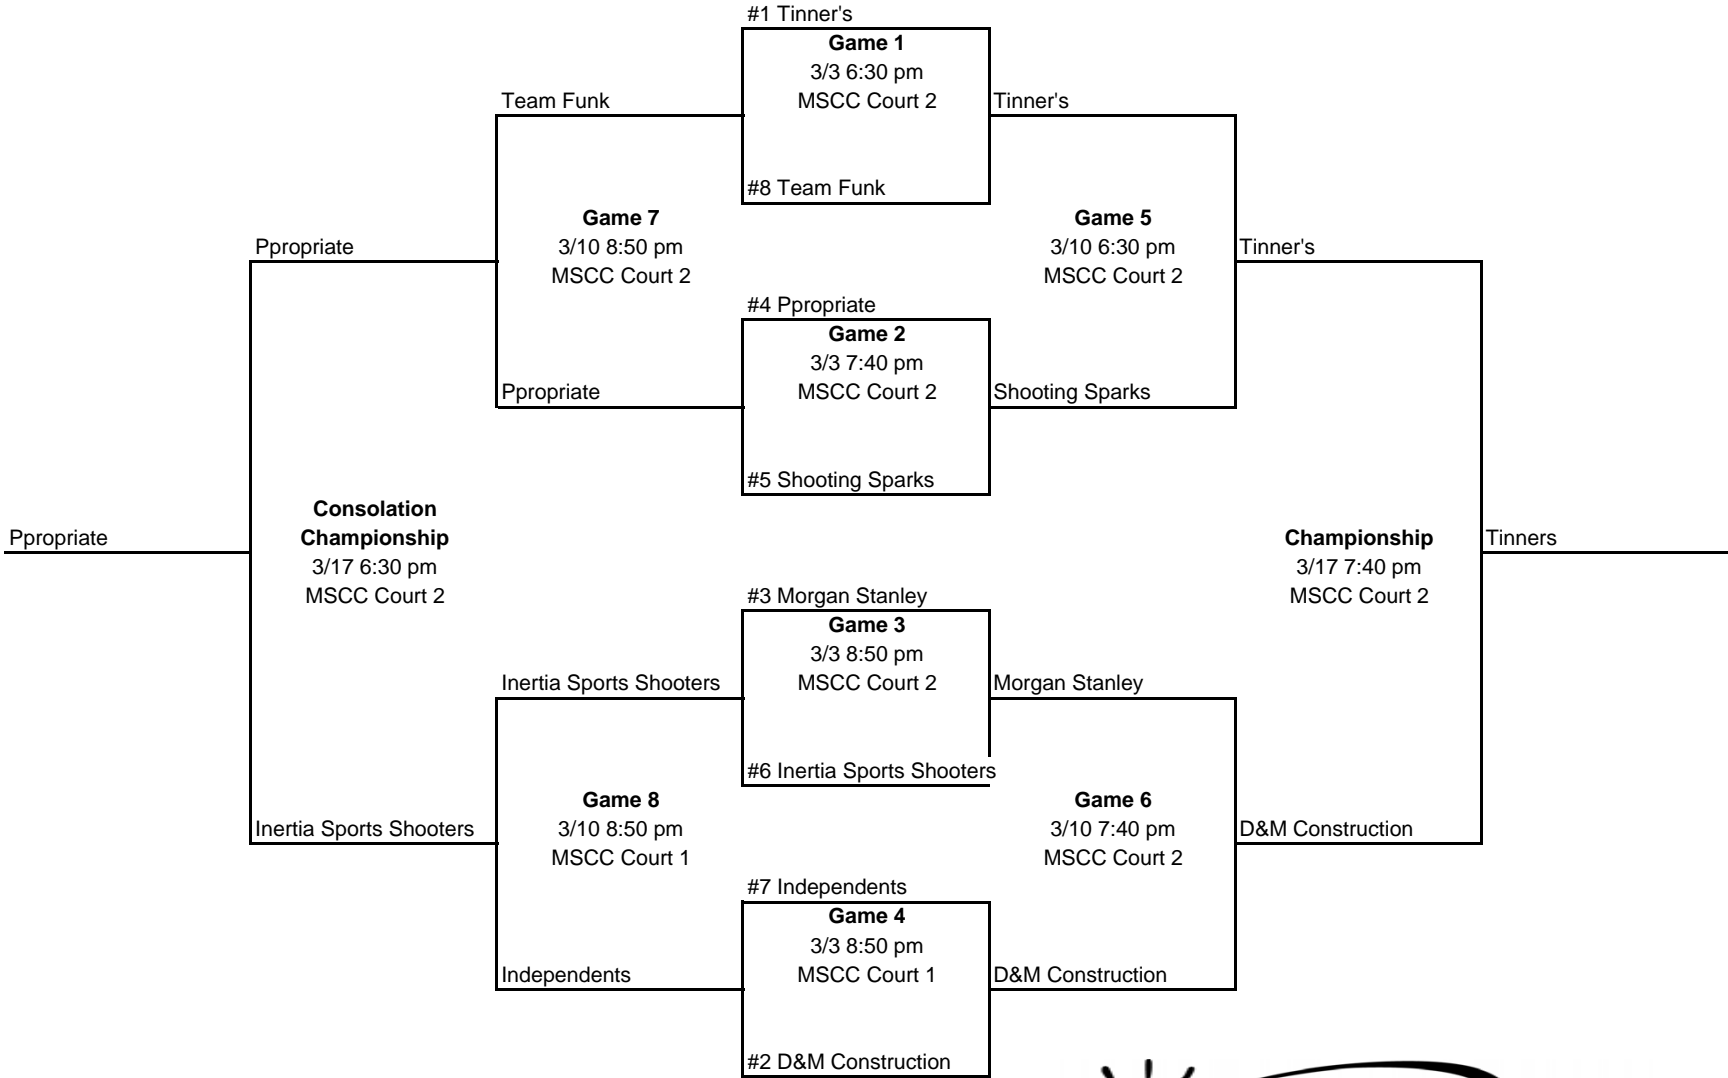 #1 Tinner's
Game 1
3/3 6:30 pm
MSCC Court 2
Team Funk
Tinner's
#8 Team Funk
Game 7
3/10 8:50 pm
MSCC Court 2
Game 5
3/10 6:30 pm
MSCC Court 2
Ppropriate
Tinner's
#4 Ppropriate
Game 2
3/3 7:40 pm
MSCC Court 2
Ppropriate
Shooting Sparks
#5 Shooting Sparks
Consolation
Championship
3/17 6:30 pm
MSCC Court 2
Ppropriate
Championship
3/17 7:40 pm
MSCC Court 2
Tinners
#3 Morgan Stanley
Game 3
3/3 8:50 pm
MSCC Court 2
Inertia Sports Shooters
Morgan Stanley
#6 Inertia Sports Shooters
Game 8
3/10 8:50 pm
MSCC Court 1
Game 6
3/10 7:40 pm
MSCC Court 2
Inertia Sports Shooters
D&M Construction
#7 Independents
Game 4
3/3 8:50 pm
MSCC Court 1
Independents
D&M Construction
#2 D&M Construction